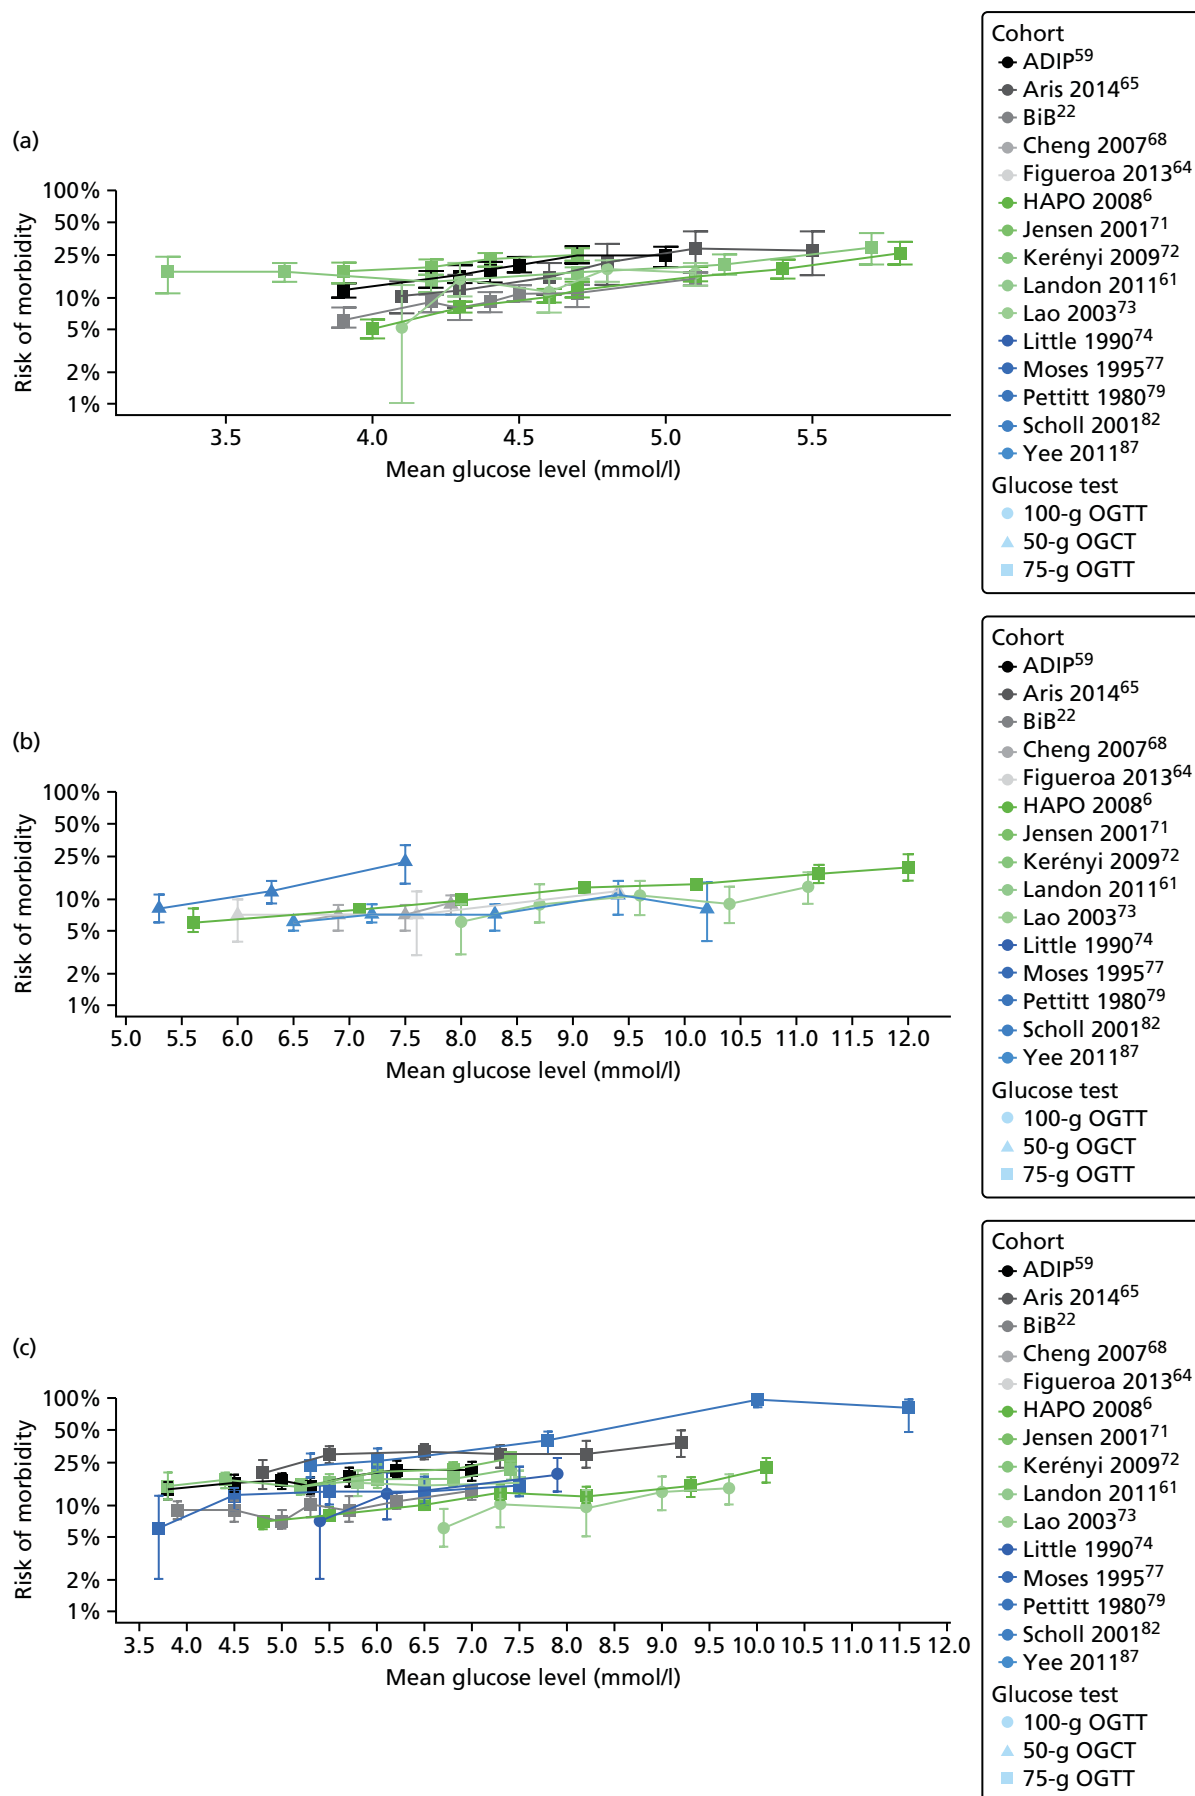 (a)
100%
50%
25%
10%
5%
2%
1%
Risk of morbidity
3.5 4.0 4.5 5.0 5.5
Mean glucose level (mmol/l)
Cohort
ADIP59
Aris 201465
BiB22
Cheng 200768
Figueroa 201364
HAPO 20086
Jensen 200171
Kerényi 200972
Landon 201161
Lao 200373
Little 199074
Moses 199577
Pettitt 198079
Scholl 200182
Yee 201187
Glucose test
100-g OGTT
50-g OGCT
75-g OGTT
(b)
100%
50%
25%
10%
5%
2%
1%
Risk of morbidity
5.0 5.5 6.0 6.5 7.0 7.5 8.0 8.5 9.0 9.5 10.0 10.5 11.0 11.5 12.0
Mean glucose level (mmol/l)
Cohort
ADIP59
Aris 201465
BiB22
Cheng 200768
Figueroa 201364
HAPO 20086
Jensen 200171
Kerényi 200972
Landon 201161
Lao 200373
Little 199074
Moses 199577
Pettitt 198079
Scholl 200182
Yee 201187
Glucose test
100-g OGTT
50-g OGCT
75-g OGTT
(c)
100%
50%
25%
10%
5%
2%
1%
Risk of morbidity
3.5 4.0 4.5 5.0 5.5 6.0 6.5 7.0 7.5 8.0 8.5 9.0 9.5 10.0 10.5 11.0 11.5 12.0
Mean glucose level (mmol/l)
Cohort
ADIP59
Aris 201465
BiB22
Cheng 200768
Figueroa 201364
HAPO 20086
Jensen 200171
Kerényi 200972
Landon 201161
Lao 200373
Little 199074
Moses 199577
Pettitt 198079
Scholl 200182
Yee 201187
Glucose test
100-g OGTT
50-g OGCT
75-g OGTT